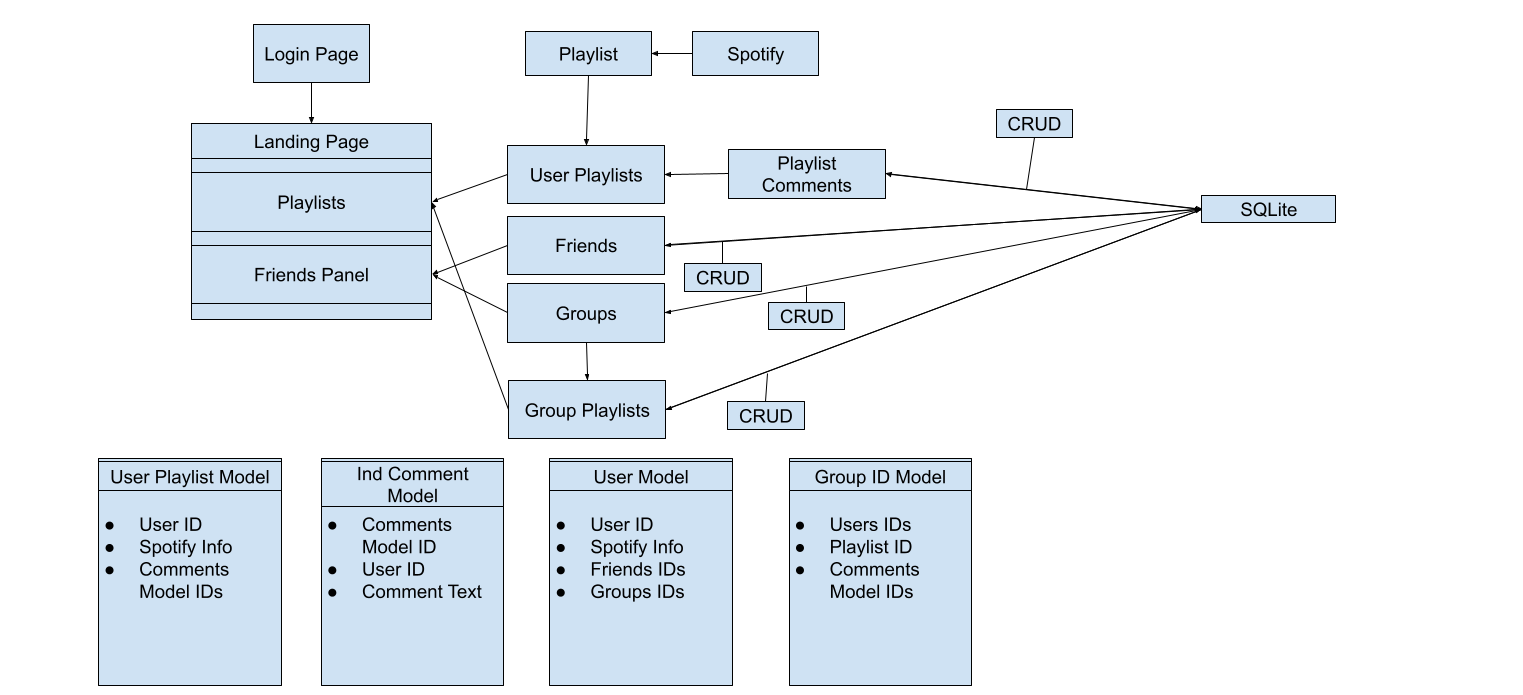 Login Page
Playlist
Spotify
Landing Page
Playlists
Friends Panel
User Playlists
Playlist
Comments
CRUD
SQLite
Friends
CRUD
Groups
CRUD
Group Playlists
CRUD
User Playlist Model
● User ID
● Spotify Info
● Comments
Model IDs
Ind Comment
Model
● Comments
Model ID
● User ID
● Comment Text
User Model
● User ID
● Spotify Info
● Friends IDs
● Groups IDs
Group ID Model
● Users IDs
● Playlist ID
● Comments
Model IDs